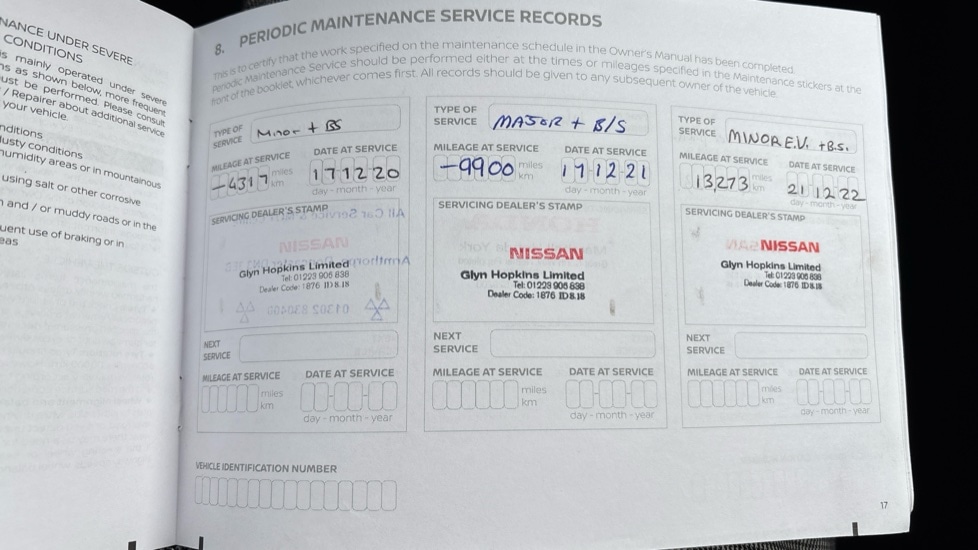 NANCE UNDER SEVERE
CONDITIONS
s mainly operated under severe
ns as shown below, more frequent
ust be performed. Please consult
/ Repairer about additional service
your vehicle.
nditions
dusty conditions
humidity areas or in mountainous
using salt or other corrosive
and / or muddy roads or in the
uent use of braking or in
eas
8. PERIODIC MAINTENANCE SERVICE RECORDS
This is to certify that the work specified on the maintenance schedule in the Owner's Manual has been completed.
Periodic Maintenance Service should be performed either at the times or mileages specified in the Maintenance stickers at the
front of the booklet whichever comes first. All records should be given to any subsequent owner of the vehicle.
TYPE OF
SERVICE Minor + BS
MILEAGE AT SERVICE DATE AT SERVICE
-4317 miles
km
17 12 20
day - month - year
SERVICING DEALER'S STAMP
NISSAN
Glyn Hopkins Limited
Tel: 01223 906 838
Dealer Code: 1876 ID 8.18
NEXT
SERVICE
MILEAGE AT SERVICE DATE AT SERVICE
miles
km
day - month - year
TYPE OF
SERVICE MAJOR + B/S
MILEAGE AT SERVICE DATE AT SERVICE
-9900 miles
km
17 12 21
day - month - year
SERVICING DEALER'S STAMP
NISSAN
Glyn Hopkins Limited
Tel: 01223 906 838
Dealer Code: 1876 ID 8.18
NEXT
SERVICE
MILEAGE AT SERVICE DATE AT SERVICE
miles
km
day - month - year
TYPE OF
SERVICE MINOR E.V. + B.S.
MILEAGE AT SERVICE DATE AT SERVICE
13,273 miles
km
21 12 22
day - month - year
SERVICING DEALER'S STAMP
NISSAN
Glyn Hopkins Limited
Tel: 01223 906 838
Dealer Code: 1876 ID 8.18
NEXT
SERVICE
MILEAGE AT SERVICE DATE AT SERVICE
miles
km
day - month - year
VEHICLE IDENTIFICATION NUMBER
17